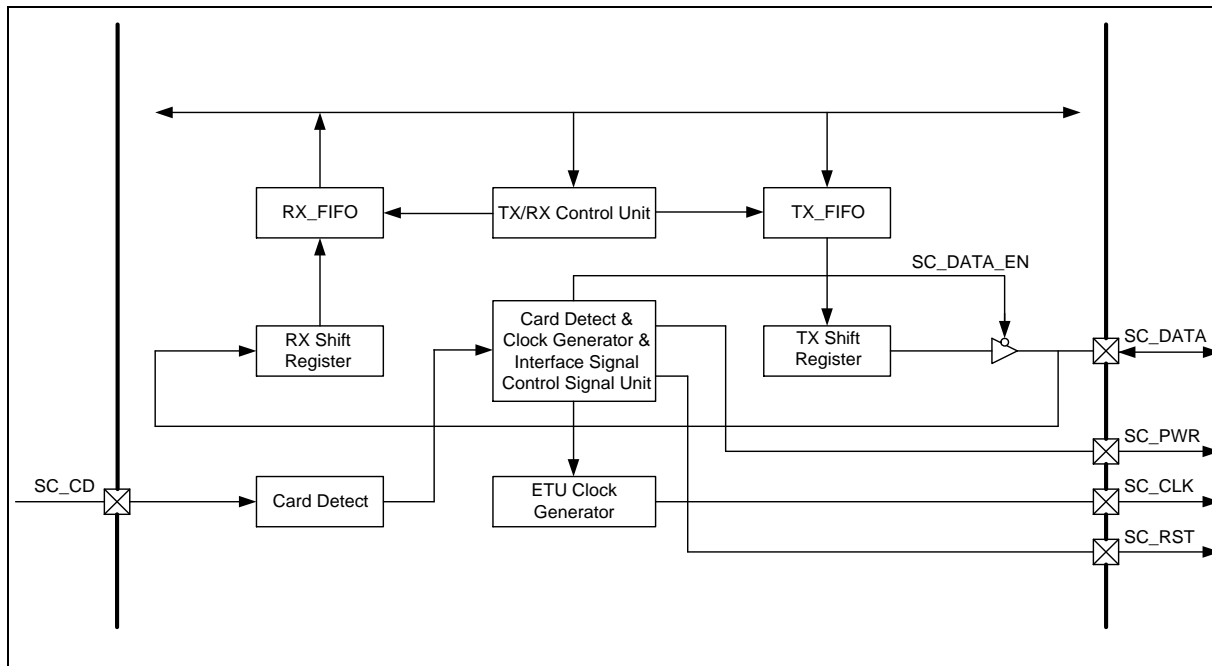 RX_FIFO
TX/RX Control Unit
TX_FIFO
SC_DATA_EN
RX Shift
Register
Card Detect &
Clock Generator &
Interface Signal
Control Signal Unit
TX Shift
Register
SC_DATA
SC_PWR
SC_CD
Card Detect
ETU Clock
Generator
SC_CLK
SC_RST